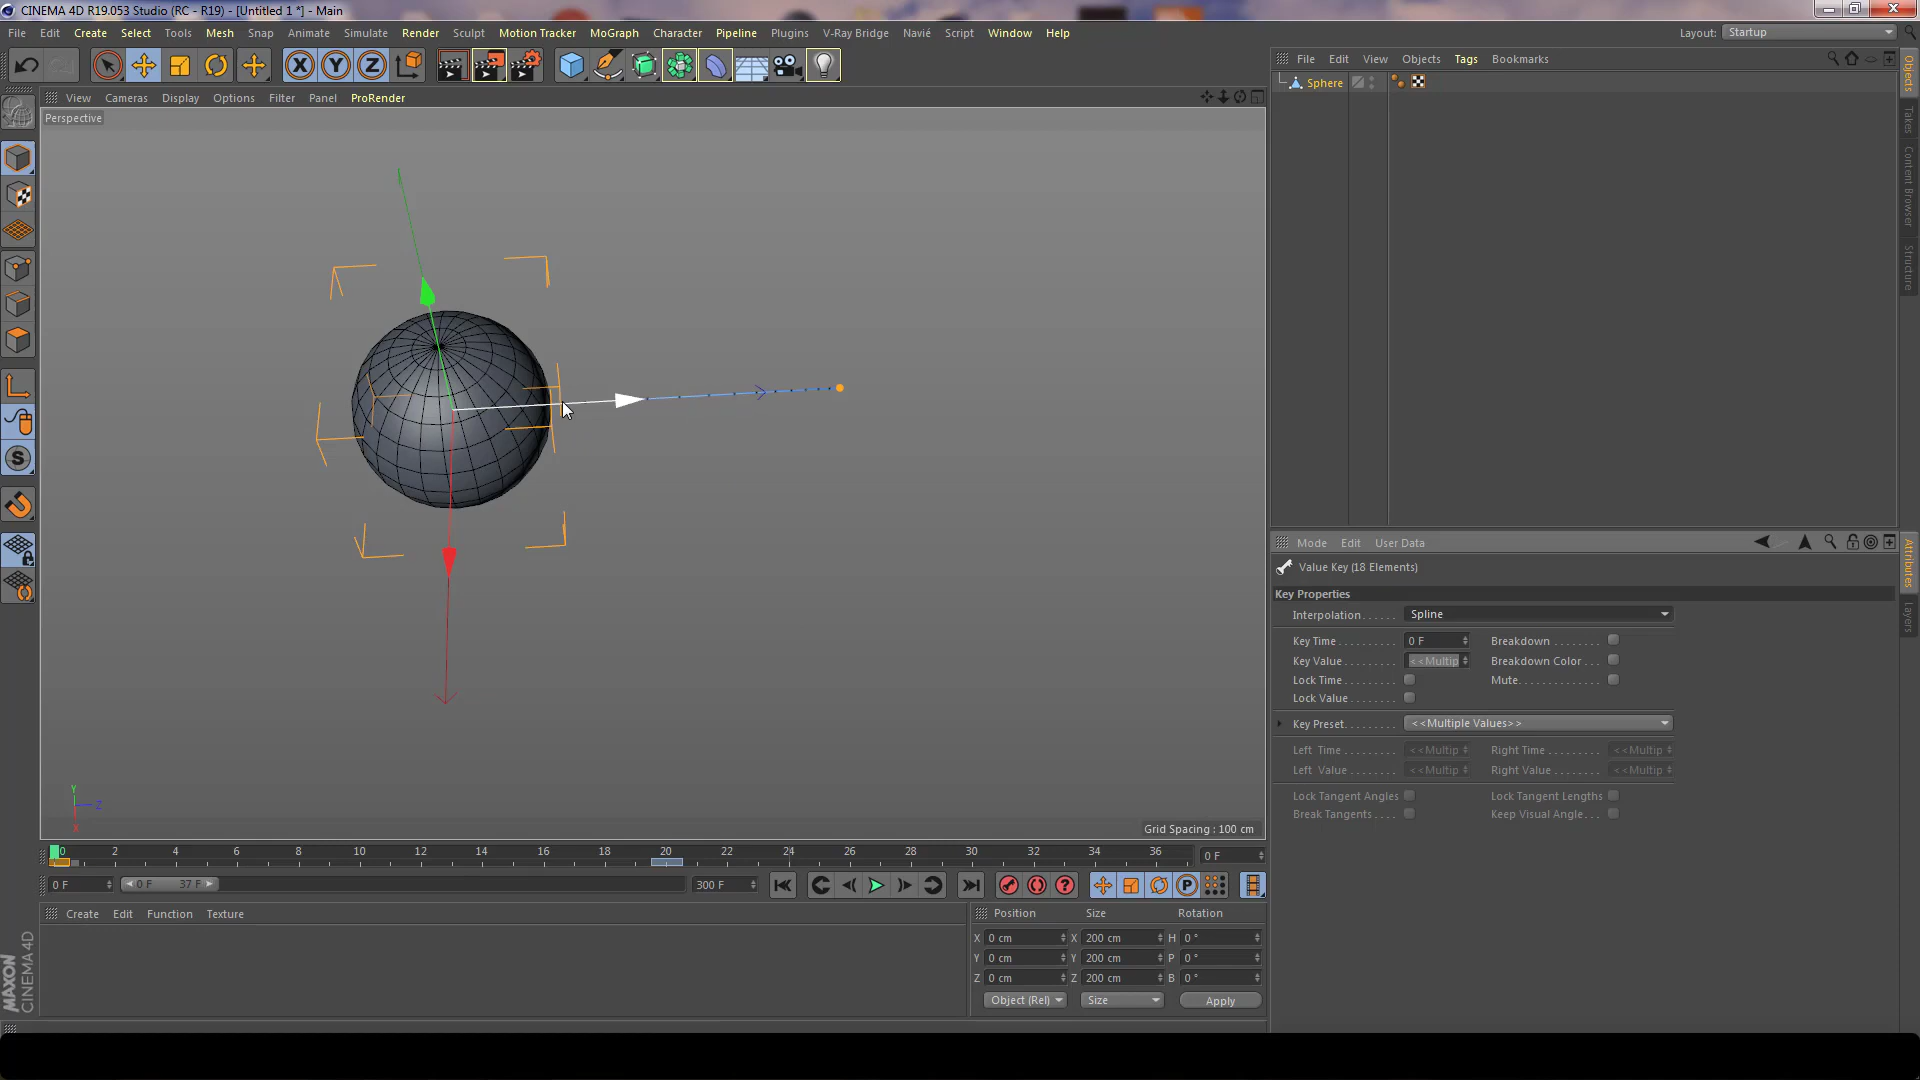 CINEMA 4D R19.053 Studio (RC - R19) - [Untitled 1 *] - Main
File Edit Create Select Tools Mesh Snap Animate Simulate Render Sculpt Motion Tracker MoGraph Character Pipeline Plugins V-Ray Bridge Navié Script Window Help Layout: Startup
X Y Z
File Edit View Objects Tags Bookmarks
Sphere
View Cameras Display Options Filter Panel ProRender
Perspective
Objects
Takes
Content Browser
Structure
S
Mode Edit User Data
Attributes
Layers
Value Key (18 Elements)
Key Properties
Interpolation...... Spline
Key Time 0 F Breakdown
Key Value <<Multip Breakdown Color
Lock Time Mute
Lock Value
Key Preset <<Multiple Values>>
Left Time <<Multip Right Time <<Multip
Left Value <<Multip Right Value <<Multip
Lock Tangent Angles Lock Tangent Lengths
Break Tangents Keep Visual Angle
Y
Z
X
Grid Spacing : 100 cm
0 2 4 6 8 10 12 14 16 18 20 22 24 26 28 30 32 34 36 0 F
0 F 0 F 37 F 300 F ? P
Create Edit Function Texture
Position Size Rotation
X 0 cm X 200 cm H 0 °
Y 0 cm Y 200 cm P 0 °
Z 0 cm Z 200 cm B 0 °
Object (Rel) Size Apply
MAXON
CINEMA 4D